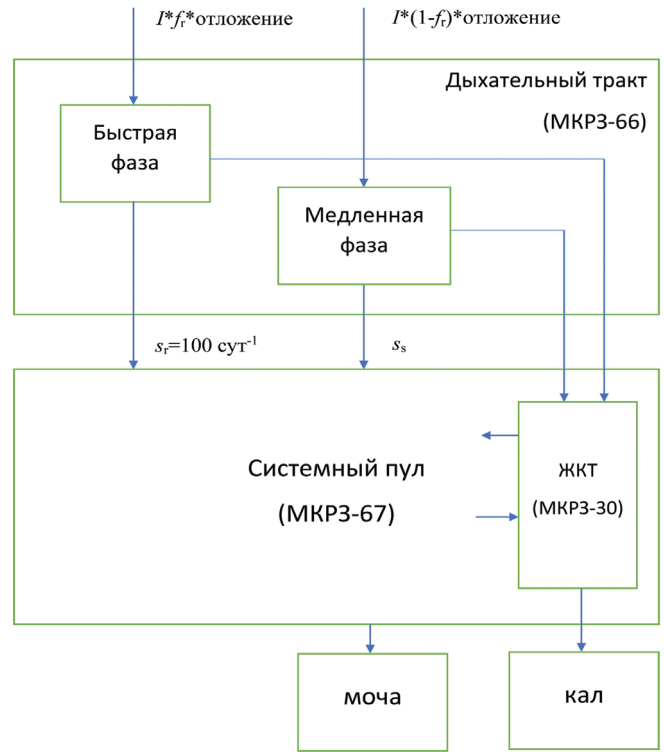 I*fr*отложение
I*(1-fr)*отложение
Дыхательный тракт
(МКРЗ-66)
Быстрая
фаза
Медленная
фаза
sr=100 сут-1
ss
Системный пул
(МКРЗ-67)
ЖКТ
(МКРЗ-30)
моча
кал